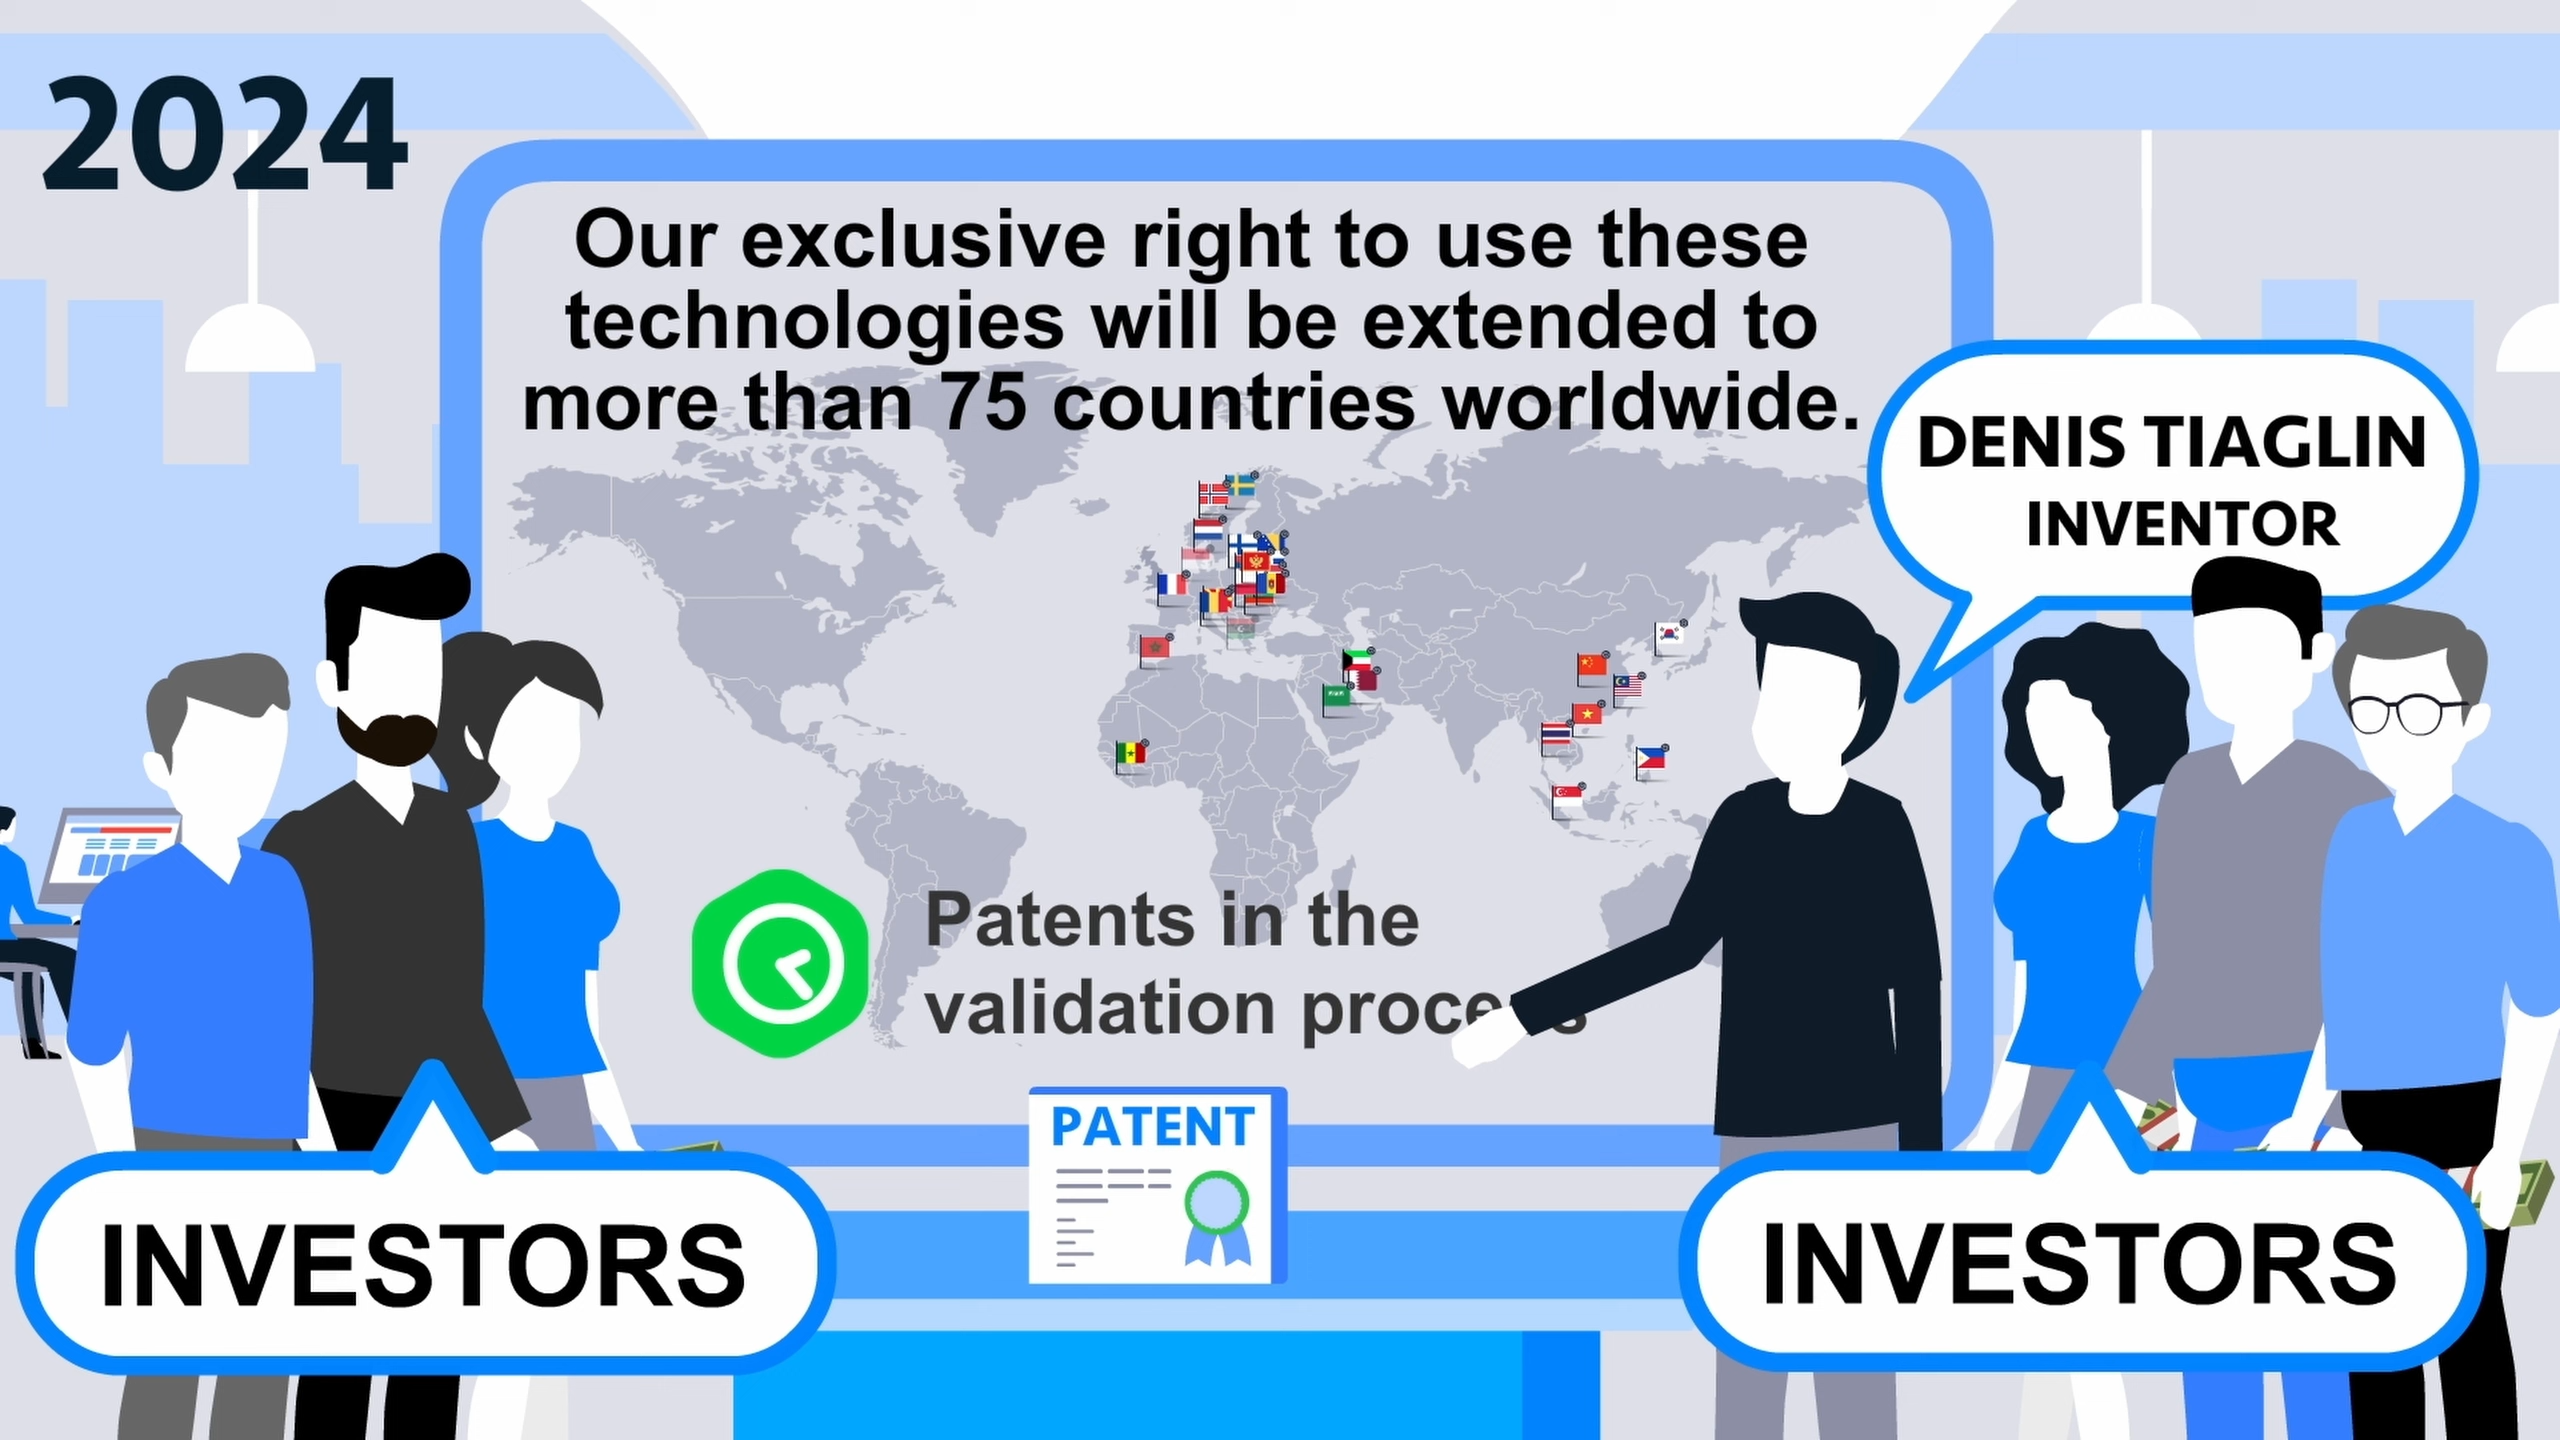 2024
Our exclusive right to use these
technologies will be extended to
more than 75 countries worldwide.
DENIS TIAGLIN
INVENTOR
Patents in the
validation process
PATENT
INVESTORS
INVESTORS